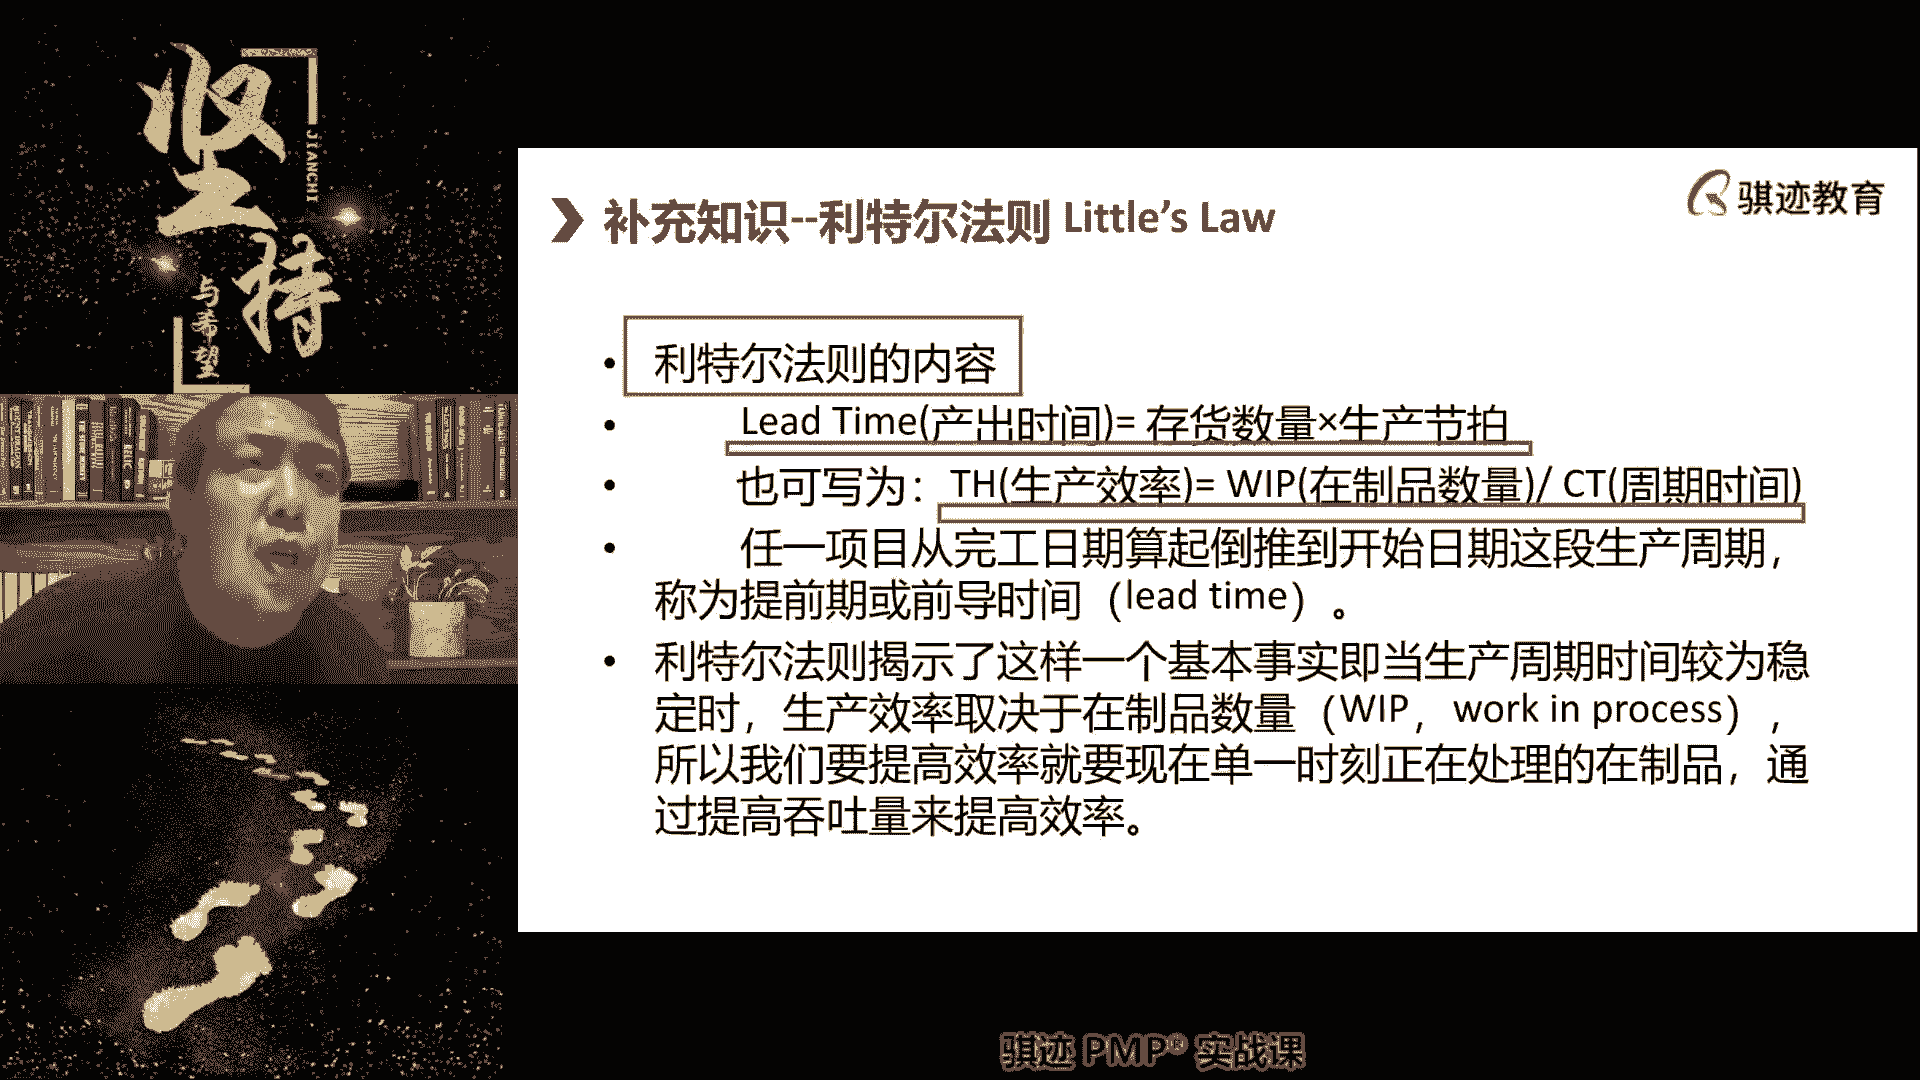 坚持
JIANCHI
与希望
骐迹教育
补充知识--利特尔法则 Little's Law
• 利特尔法则的内容
• Lead Time(产出时间)= 存货数量×生产节拍
• 也可写为：TH(生产效率)= WIP(在制品数量)/ CT(周期时间)
• 任一项目从完工日期算起倒推到开始日期这段生产周期，
称为提前期或前导时间（lead time）。
• 利特尔法则揭示了这样一个基本事实即当生产周期时间较为稳
定时，生产效率取决于在制品数量（WIP，work in process），
所以我们要提高效率就要现在单一时刻正在处理的在制品，通
过提高吞吐量来提高效率。
骐迹 PMP® 实战课